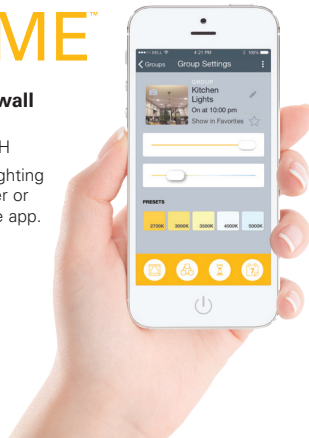 ME™
wall
H
ghting
er or
e app.
4:21 PM
100%
Groups
Group Settings
GROUP
Kitchen
Lights
On at 10:00 pm
Show in Favorites
PRESETS
2700K 3000K 3500K 4000K 5000K